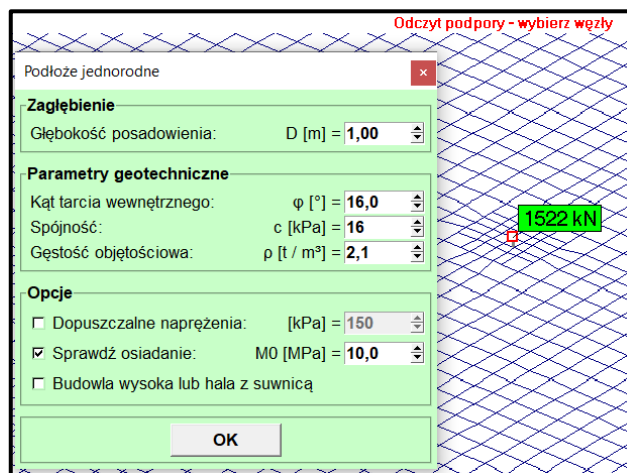 Odczyt podpory - wybierz węzły
Podłoże jednorodne
Zagłębienie
Głębokość posadowienia: D [m] = 1,00
Parametry geotechniczne
Kąt tarcia wewnętrznego: φ [°] = 16,0
Spójność: c [kPa] = 16
Gęstość objętościowa: ρ [t / m³] = 2,1
1522 kN
Opcje
Dopuszczalne naprężenia: [kPa] = 150
Sprawdź osiadanie: M0 [MPa] = 10,0
Budowla wysoka lub hala z suwnicą
OK